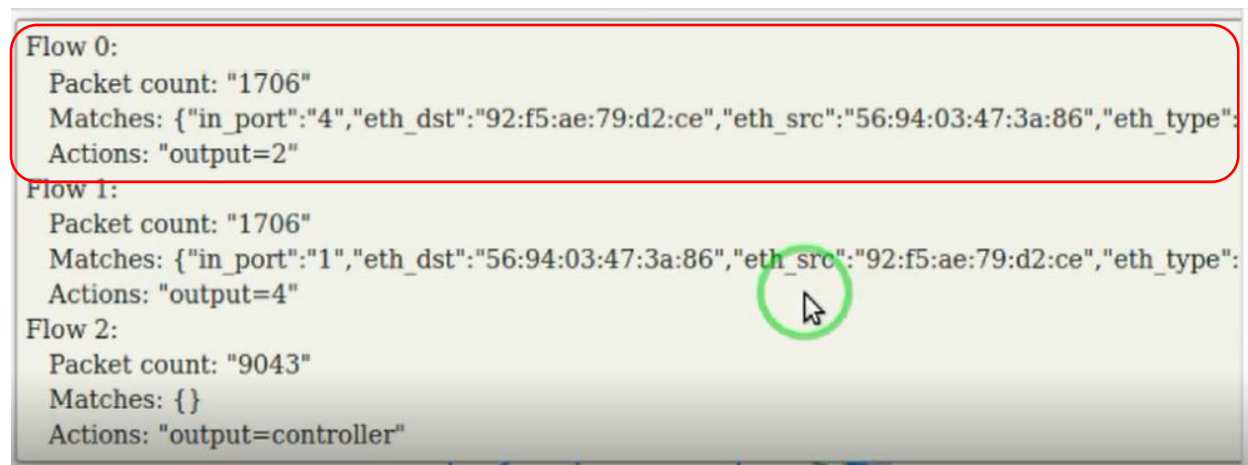 Flow 0:
Packet count: "1706"
Matches: {"in_port":"4","eth_dst":"92:f5:ae:79:d2:ce","eth_src":"56:94:03:47:3a:86","eth_type":
Actions: "output=2"
Flow 1:
Packet count: "1706"
Matches: {"in_port":"1","eth_dst":"56:94:03:47:3a:86","eth_src":"92:f5:ae:79:d2:ce","eth_type":
Actions: "output=4"
Flow 2:
Packet count: "9043"
Matches: {}
Actions: "output=controller"